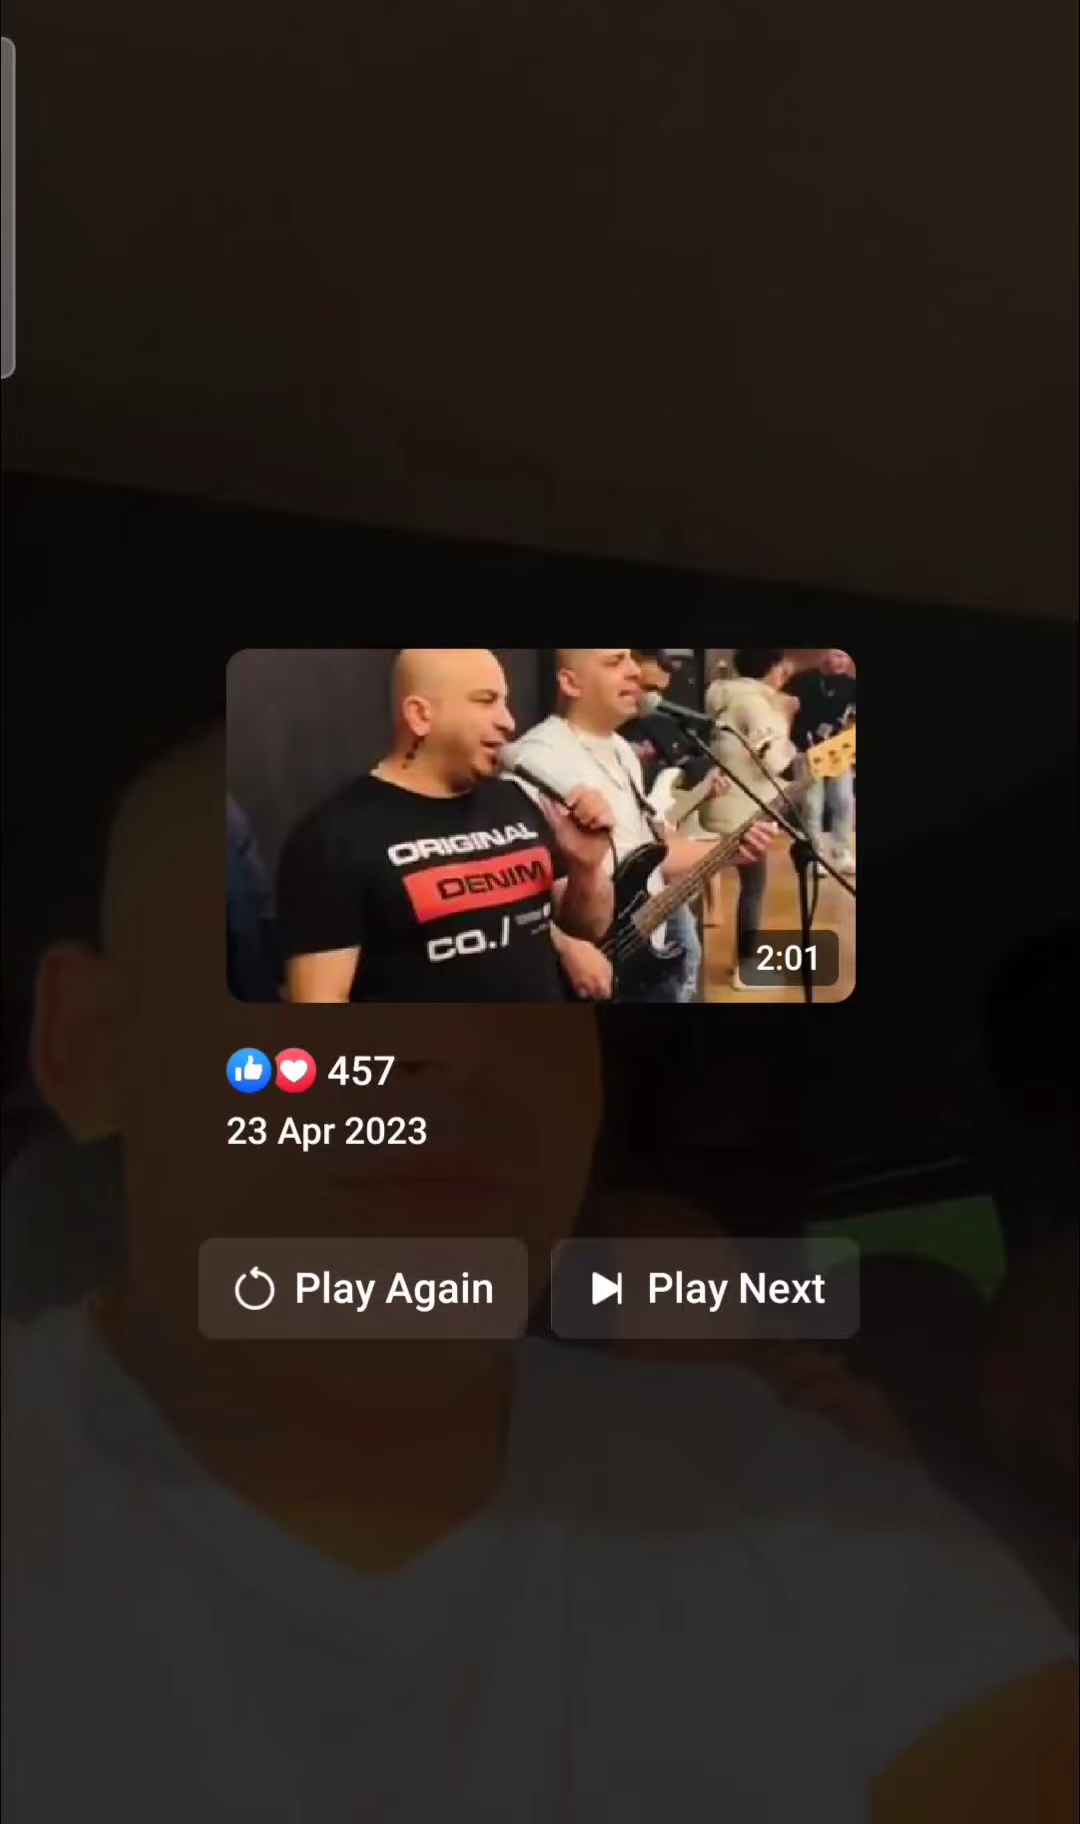 ORIGINAL
DENIM
CO./
2:01
457
23 Apr 2023
Play Again
Play Next